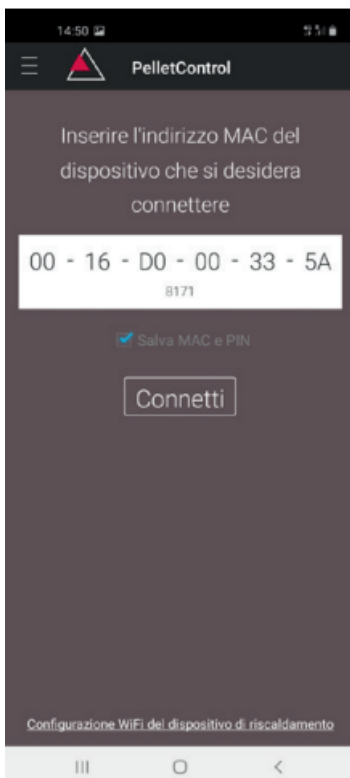 14:50
PelletControl
Inserire l'indirizzo MAC del
dispositivo che si desidera
connettere
00 - 16 - D0 - 00 - 33 - 5A
8171
Salva MAC e PIN
Connetti
Configurazione WiFi del dispositivo di riscaldamento